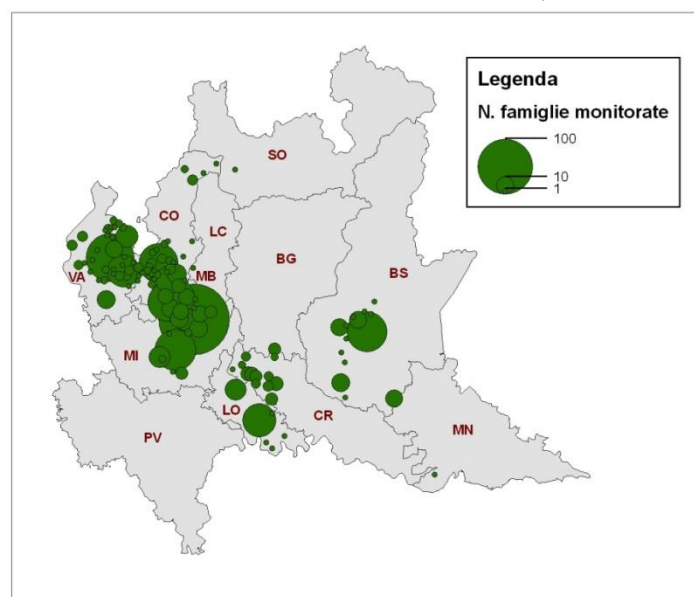 Legenda
N. famiglie monitorate
100
10
1
SO
CO
LC
BG
BS
VA
MB
MI
LO
CR
MN
PV